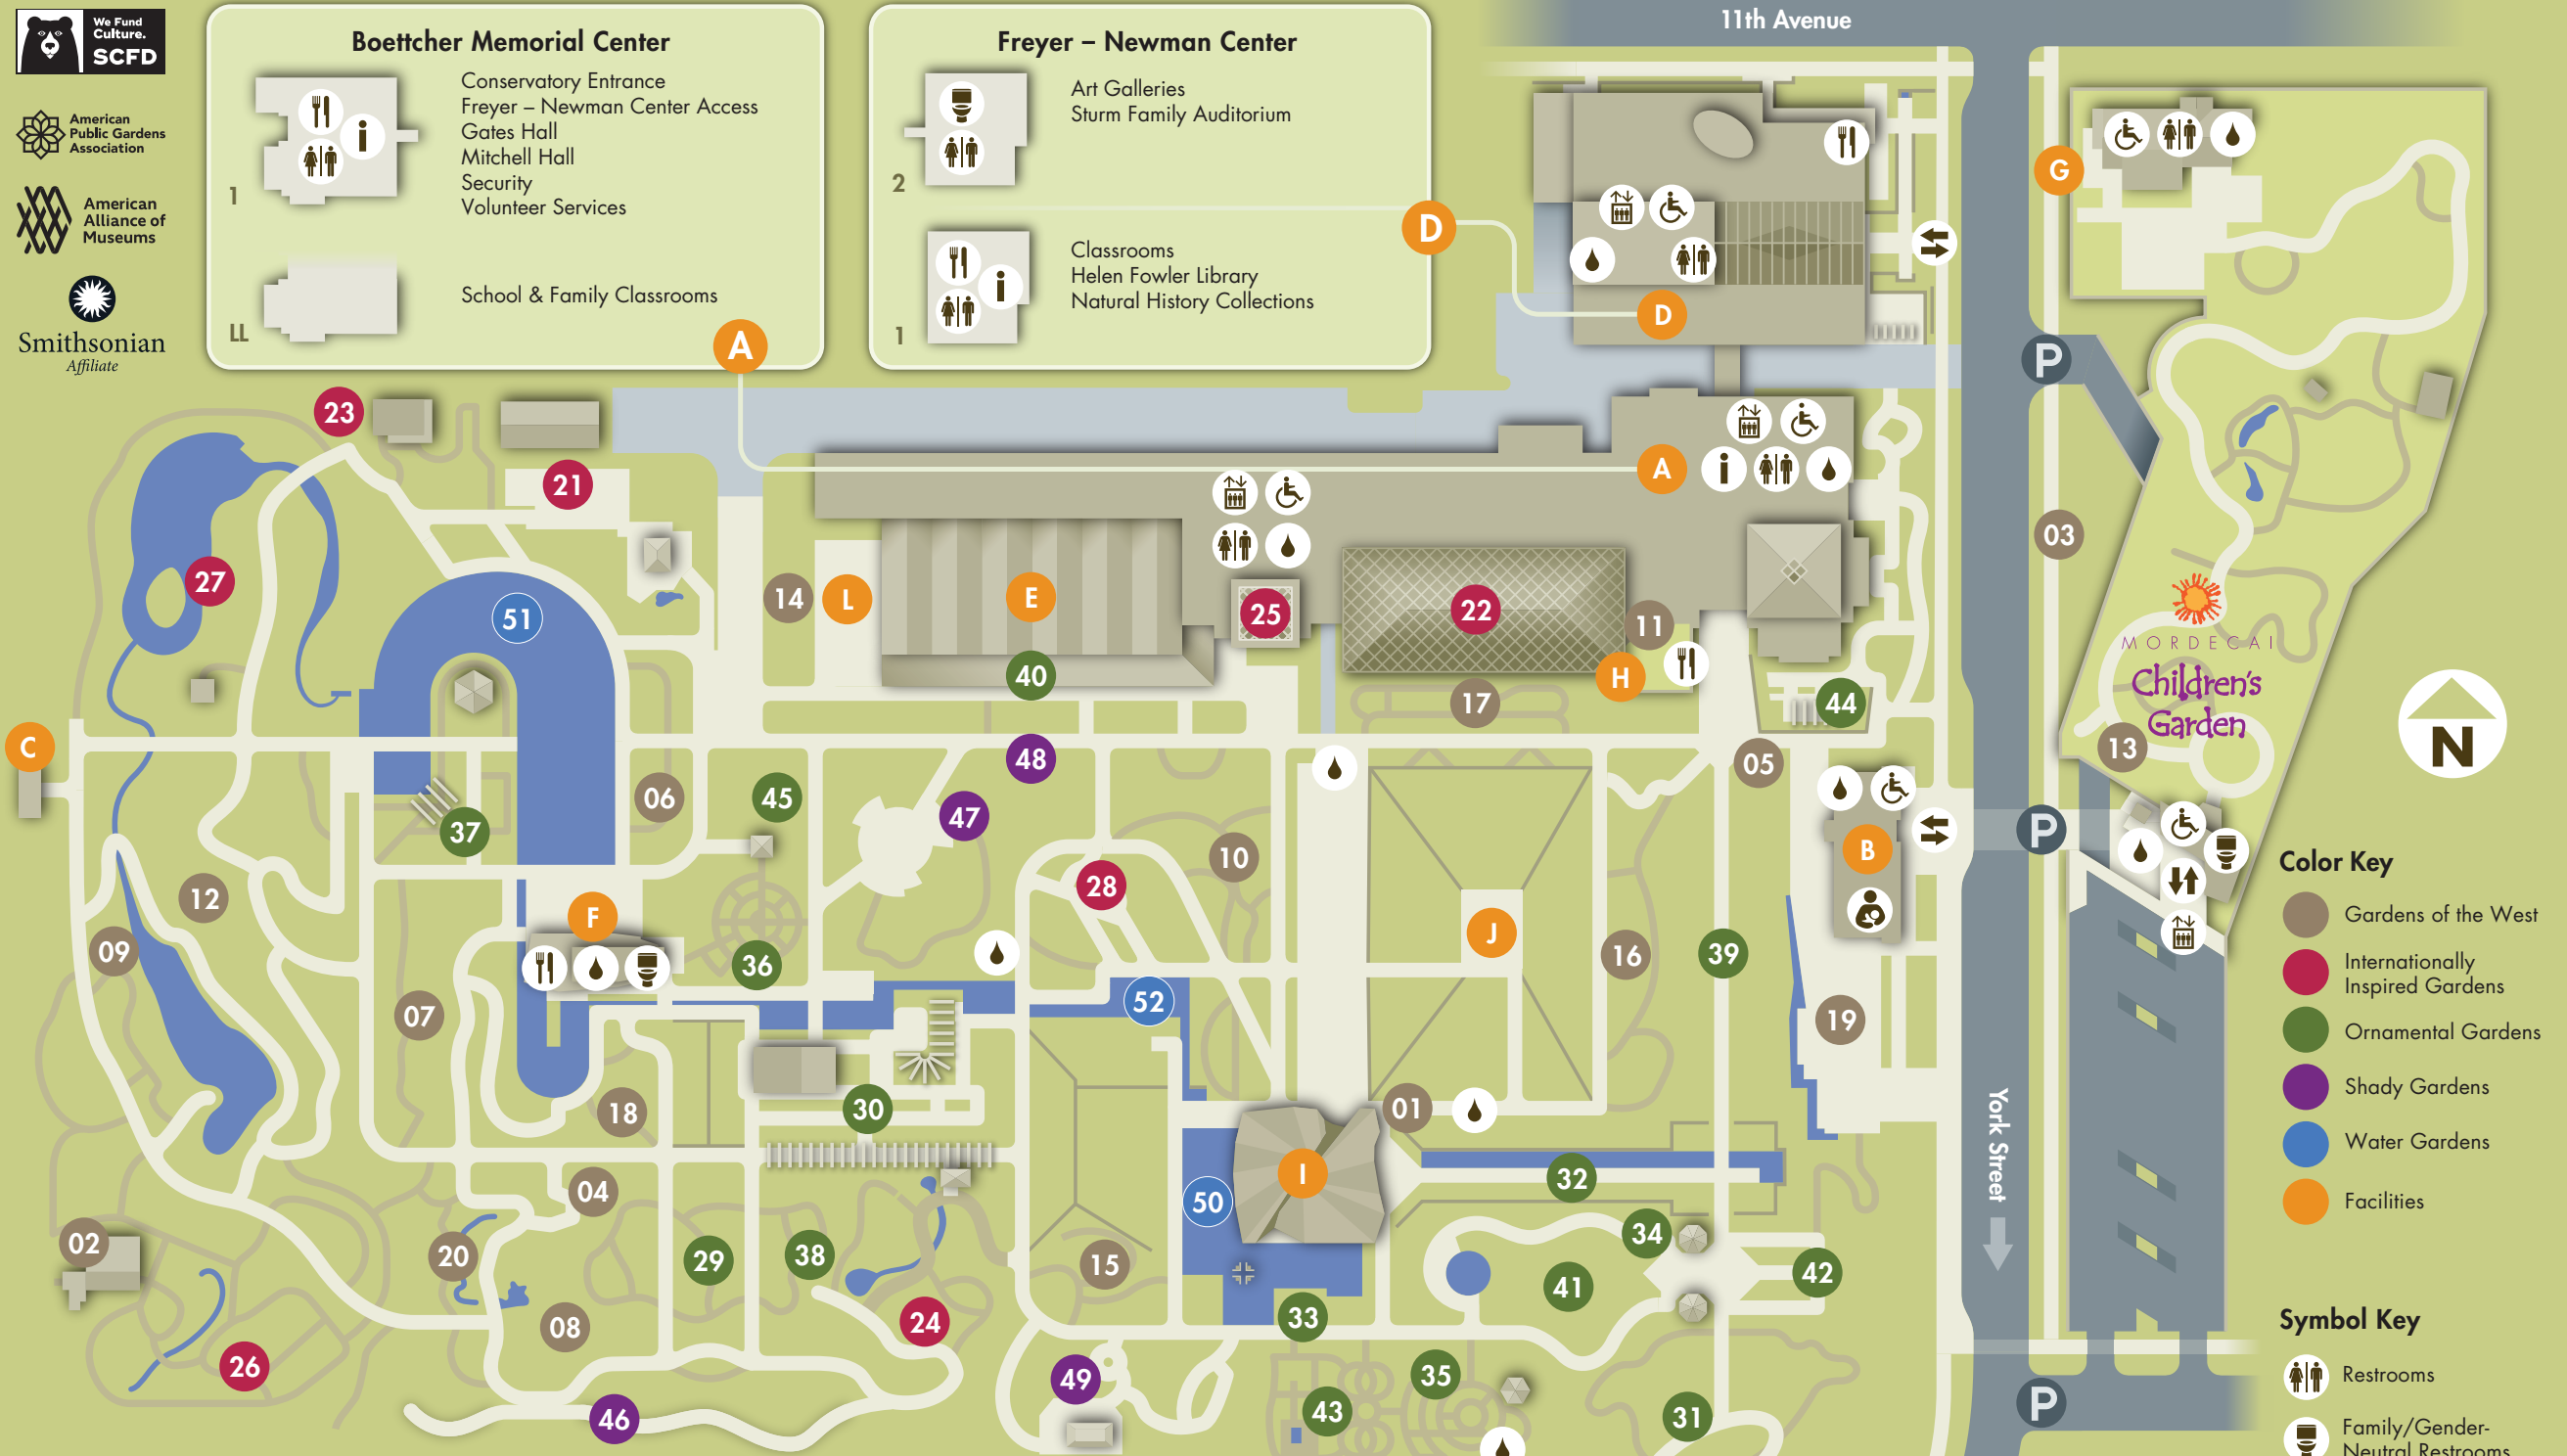 We Fund
Culture.
SCFD
American
Public Gardens
Association
American
Alliance of
Museums
Smithsonian
Affiliate
Boettcher Memorial Center
Conservatory Entrance
Freyer – Newman Center Access
Gates Hall
Mitchell Hall
Security
Volunteer Services
1
School & Family Classrooms
LL
A
Freyer – Newman Center
Art Galleries
Sturm Family Auditorium
2
Classrooms
Helen Fowler Library
Natural History Collections
1
D
11th Avenue
D
G
P
23
21
A
03
27
51
14
L
E
25
22
11
H
40
17
44
MORDECAI
Children's
Garden
13
N
C
48
05
06
45
47
37
10
P
B
28
12
F
J
09
36
16
39
07
52
19
18
30
01
York Street
I
32
04
50
02
20
29
38
15
34
41
42
08
24
33
26
49
35
46
43
31
P
Color Key
Gardens of the West
Internationally
Inspired Gardens
Ornamental Gardens
Shady Gardens
Water Gardens
Facilities
Symbol Key
Restrooms
Family/Gender-
Neutral Restrooms